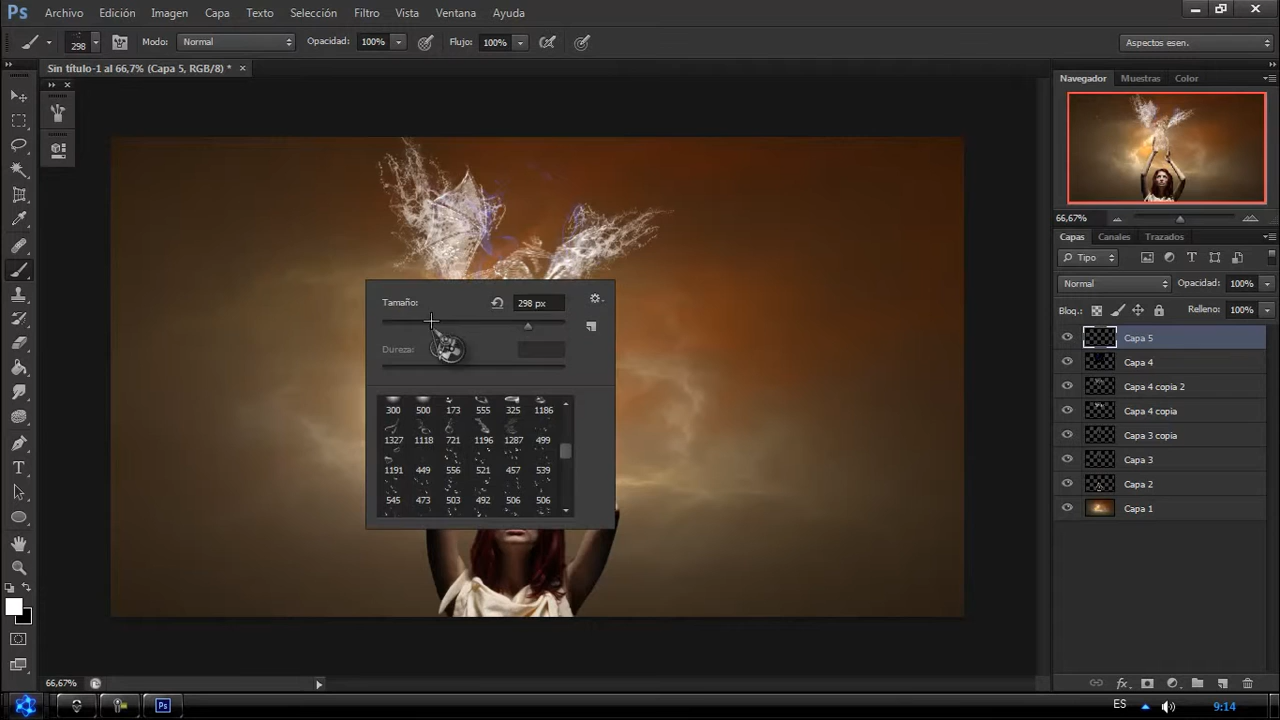 Ps Archivo Edición Imagen Capa Texto Selección Filtro Vista Ventana Ayuda
298 Modo: Normal Opacidad: 100% Flujo: 100% Aspectos esen.
Sin título-1 al 66,7% (Capa 5, RGB/8) * ×
Navegador Muestras Color
66,67%
Capas Canales Trazados
Tipo
Normal Opacidad: 100%
Bloq.: Relleno: 100%
Capa 5
Capa 4
Capa 4 copia 2
Capa 4 copia
Capa 3 copia
Capa 3
Capa 2
Capa 1
Tamaño: 298 px
Dureza:
300 500 173 555 325 1186
1327 1118 721 1196 1287 499
1191 449 556 521 457 539
545 473 503 492 506 506
T
66,67%
fx
Ps ES 9:14